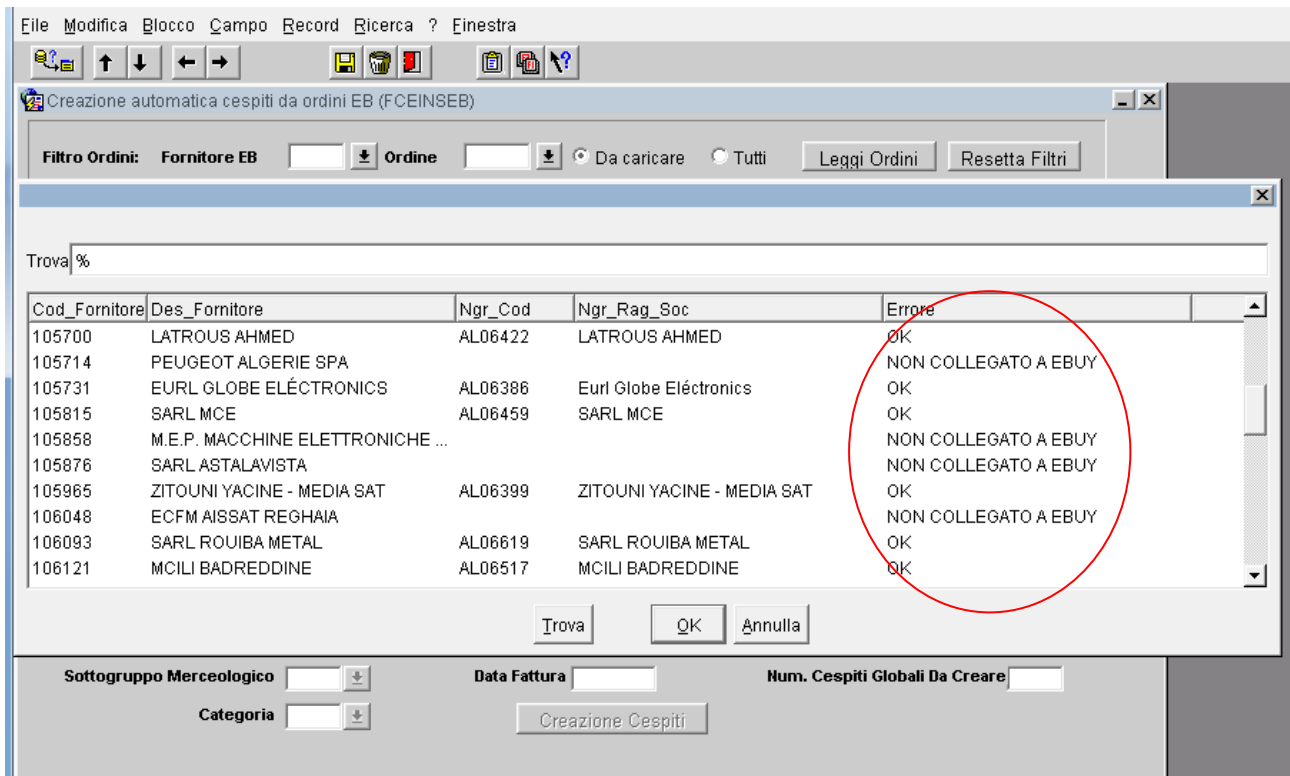 File Modifica Blocco Campo Record Ricerca ? Finestra
Creazione automatica cespiti da ordini EB (FCEINSEB)
Filtro Ordini: Fornitore EB Ordine Da caricare Tutti Leggi Ordini Resetta Filtri
Trova %
Cod_Fornitore Des_Fornitore Ngr_Cod Ngr_Rag_Soc Errore
105700 LATROUS AHMED AL06422 LATROUS AHMED OK
105714 PEUGEOT ALGERIE SPA NON COLLEGATO A EBUY
105731 EURL GLOBE ELÉCTRONICS AL06386 Eurl Globe Eléctronics OK
105815 SARL MCE AL06459 SARL MCE OK
105858 M.E.P. MACCHINE ELETTRONICHE ... NON COLLEGATO A EBUY
105876 SARL ASTALAVISTA NON COLLEGATO A EBUY
105965 ZITOUNI YACINE - MEDIA SAT AL06399 ZITOUNI YACINE - MEDIA SAT OK
106048 ECFM AISSAT REGHAIA NON COLLEGATO A EBUY
106093 SARL ROUIBA METAL AL06619 SARL ROUIBA METAL OK
106121 MCILI BADREDDINE AL06517 MCILI BADREDDINE OK
Trova OK Annulla
Sottogruppo Merceologico Data Fattura Num. Cespiti Globali Da Creare
Categoria Creazione Cespiti